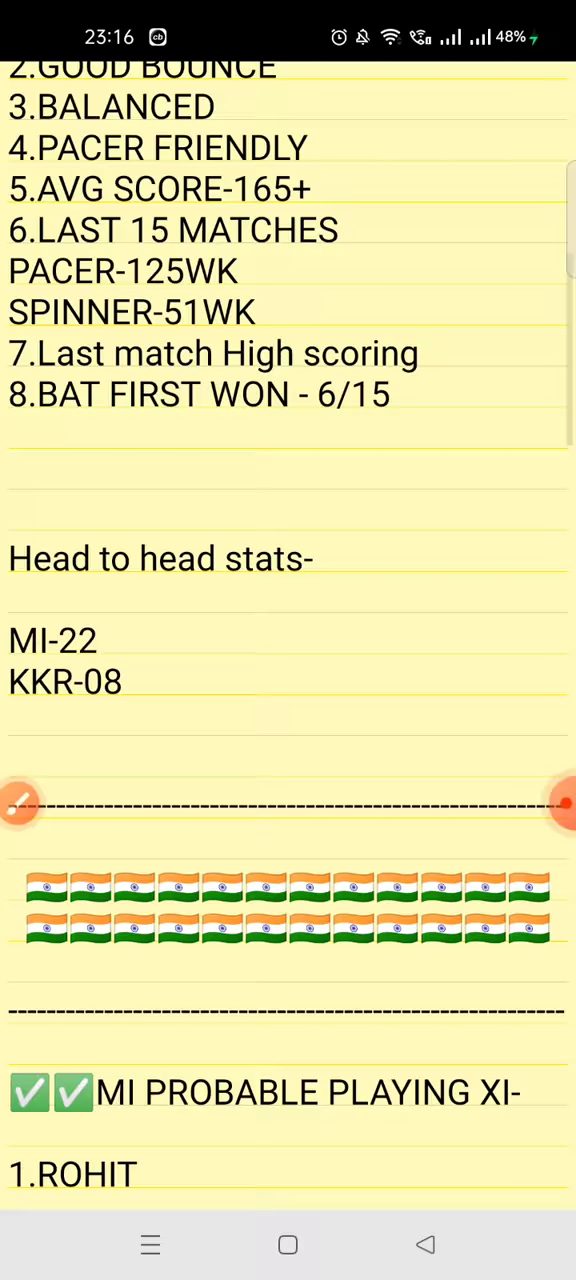 23:16 cb 48%
2.GOOD BOUNCE
3.BALANCED
4.PACER FRIENDLY
5.AVG SCORE-165+
6.LAST 15 MATCHES
PACER-125WK
SPINNER-51WK
7.Last match High scoring
8.BAT FIRST WON - 6/15
Head to head stats-
MI-22
KKR-08
----------------------------------------------------------
🇮🇳🇮🇳🇮🇳🇮🇳🇮🇳🇮🇳🇮🇳🇮🇳🇮🇳🇮🇳🇮🇳🇮🇳
🇮🇳🇮🇳🇮🇳🇮🇳🇮🇳🇮🇳🇮🇳🇮🇳🇮🇳🇮🇳🇮🇳🇮🇳
----------------------------------------------------------
✅✅MI PROBABLE PLAYING XI-
1.ROHIT